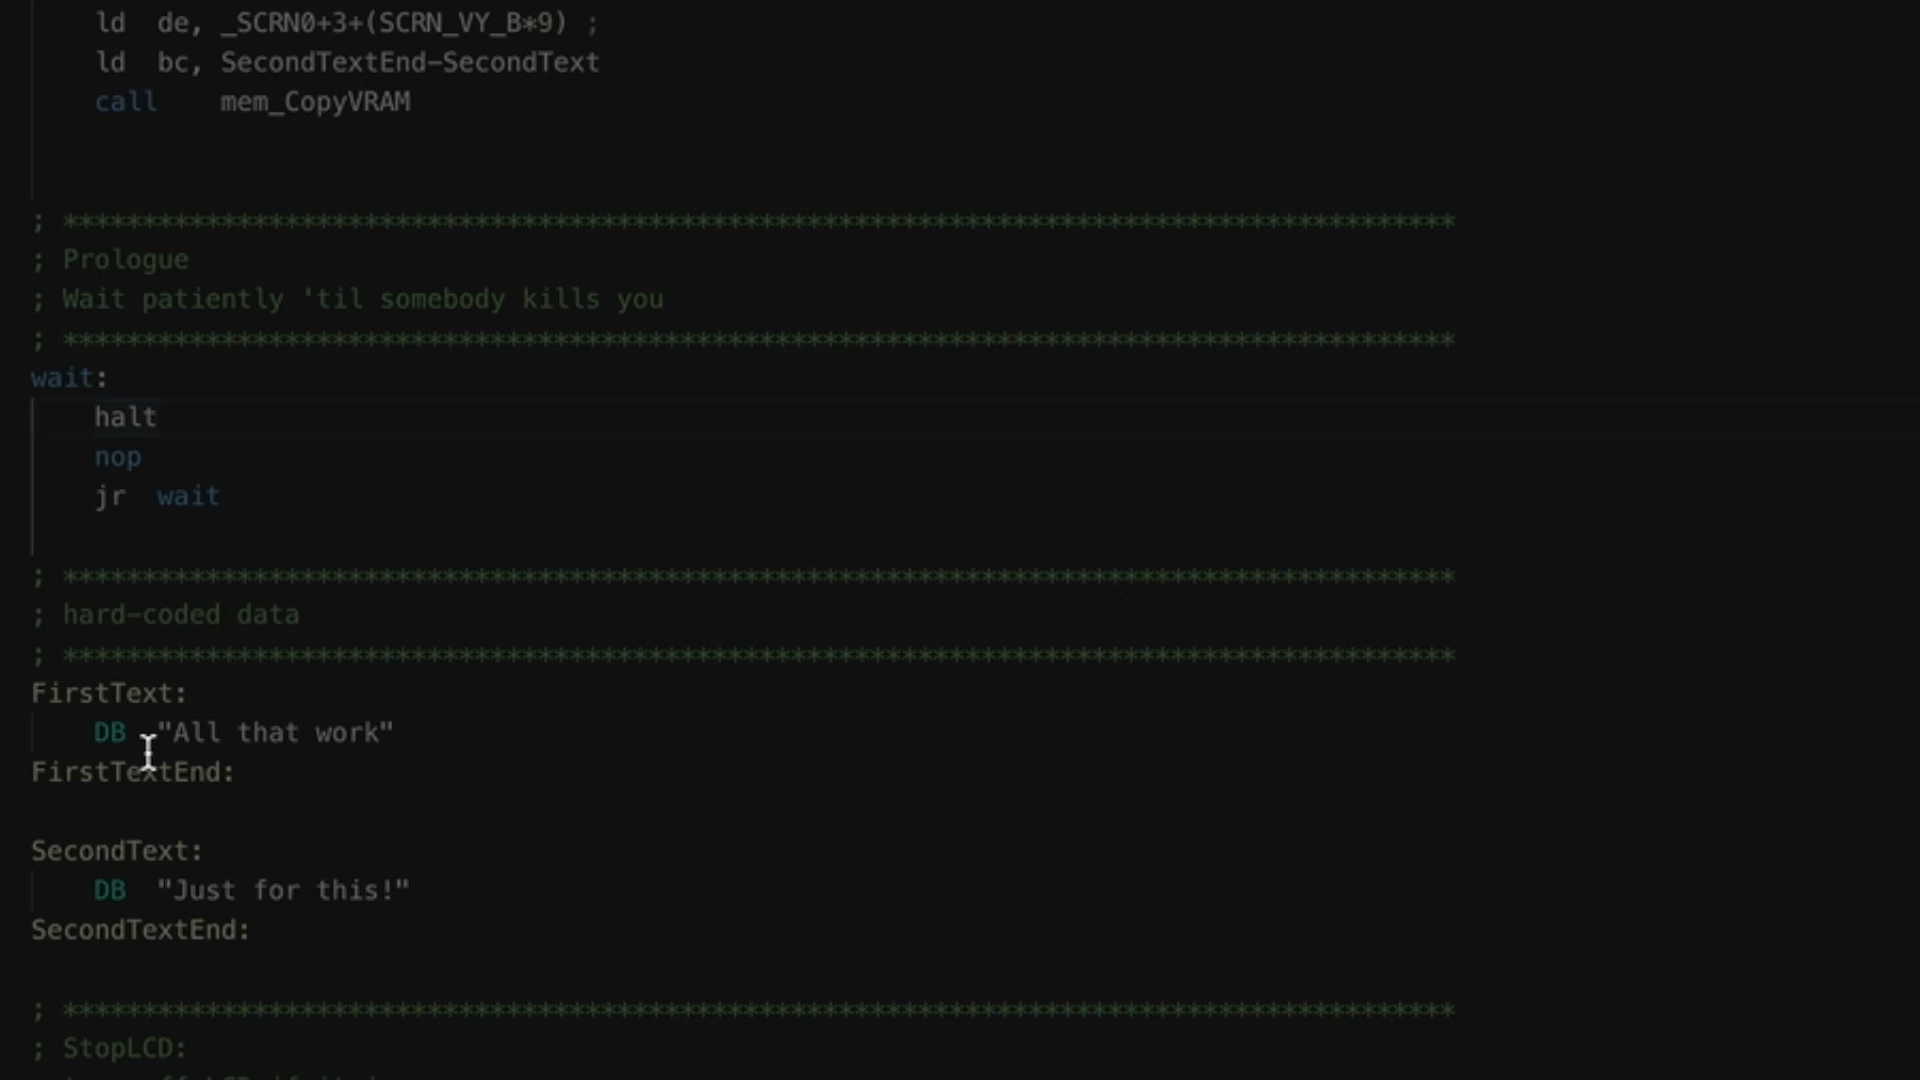 ld de, _SCRN0+3+(SCRN_VY_B*9) ;
ld bc, SecondTextEnd-SecondText
call mem_CopyVRAM
; ****************************************************************************************
; Prologue
; Wait patiently 'til somebody kills you
; ****************************************************************************************
wait:
halt
nop
jr wait
; ****************************************************************************************
; hard-coded data
; ****************************************************************************************
FirstText:
DB "All that work"
FirstTextEnd:
SecondText:
DB "Just for this!"
SecondTextEnd:
; ****************************************************************************************
; StopLCD: